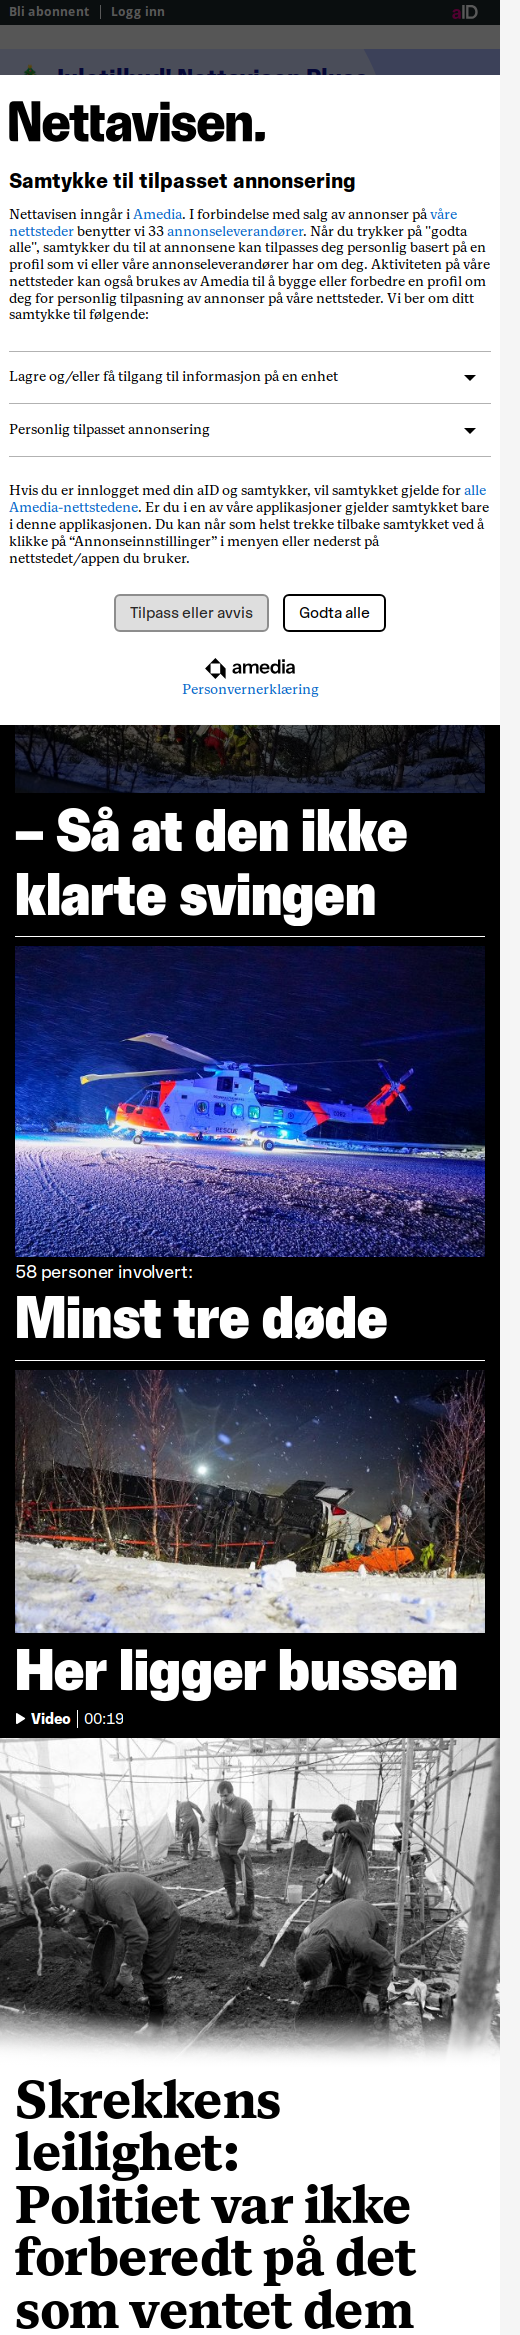 Bli abonnent | Logg inn
aID
Nettavisen.
Samtykke til tilpasset annonsering
Nettavisen inngår i Amedia. I forbindelse med salg av annonser på våre
nettsteder benytter vi 33 annonseleverandører. Når du trykker på "godta
alle", samtykker du til at annonsene kan tilpasses deg personlig basert på en
profil som vi eller våre annonseleverandører har om deg. Aktiviteten på våre
nettsteder kan også brukes av Amedia til å bygge eller forbedre en profil om
deg for personlig tilpasning av annonser på våre nettsteder. Vi ber om ditt
samtykke til følgende:
Lagre og/eller få tilgang til informasjon på en enhet
Personlig tilpasset annonsering
Hvis du er innlogget med din aID og samtykker, vil samtykket gjelde for alle
Amedia-nettstedene. Er du i en av våre applikasjoner gjelder samtykket bare
i denne applikasjonen. Du kan når som helst trekke tilbake samtykket ved å
klikke på “Annonseinnstillinger” i menyen eller nederst på
nettstedet/appen du bruker.
Tilpass eller avvis
Godta alle
amedia
Personvernerklæring
– Så at den ikke
klarte svingen
RESCUE
58 personer involvert:
Minst tre døde
Her ligger bussen
Video | 00:19
Skrekkens
leilighet:
Politiet var ikke
forberedt på det
som ventet dem